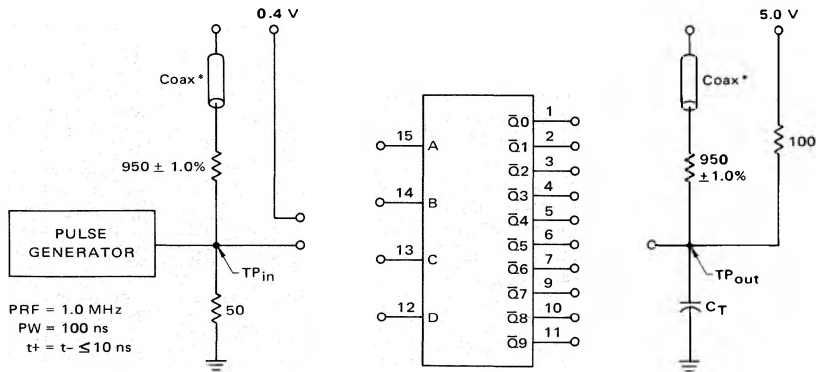 0.4 V
Coax*
950 ± 1.0%
PULSE
GENERATOR
TPin
50
PRF = 1.0 MHz
PW = 100 ns
t+ = t– ≤ 10 ns
15 A
14 B
13 C
12 D
Q̅0 1
Q̅1 2
Q̅2 3
Q̅3 4
Q̅4 5
Q̅5 6
Q̅6 7
Q̅7 9
Q̅8 10
Q̅9 11
5.0 V
Coax*
100
950
± 1.0%
TPout
CT